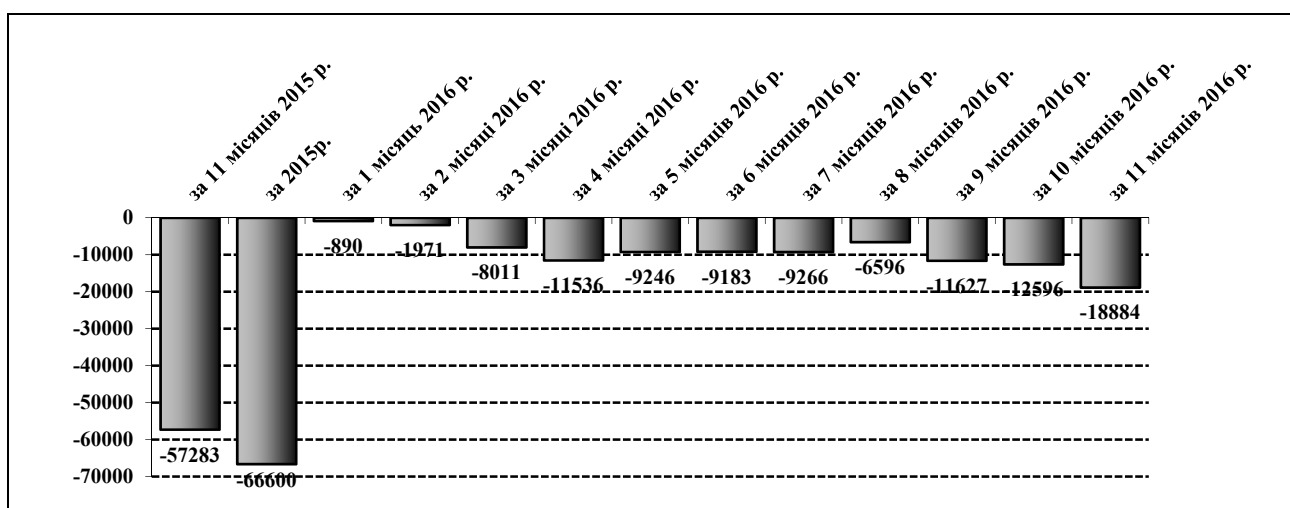 за 11 місяців 2015 р.
за 2015р.
за 1 місяць 2016 р.
за 2 місяці 2016 р.
за 3 місяці 2016 р.
за 4 місяці 2016 р.
за 5 місяців 2016 р.
за 6 місяців 2016 р.
за 7 місяців 2016 р.
за 8 місяців 2016 р.
за 9 місяців 2016 р.
за 10 місяців 2016 р.
за 11 місяців 2016 р.
0
-10000
-20000
-30000
-40000
-50000
-60000
-70000
-57283
-66600
-890
-1971
-8011
-11536
-9246
-9183
-9266
-6596
-11627
-12596
-18884